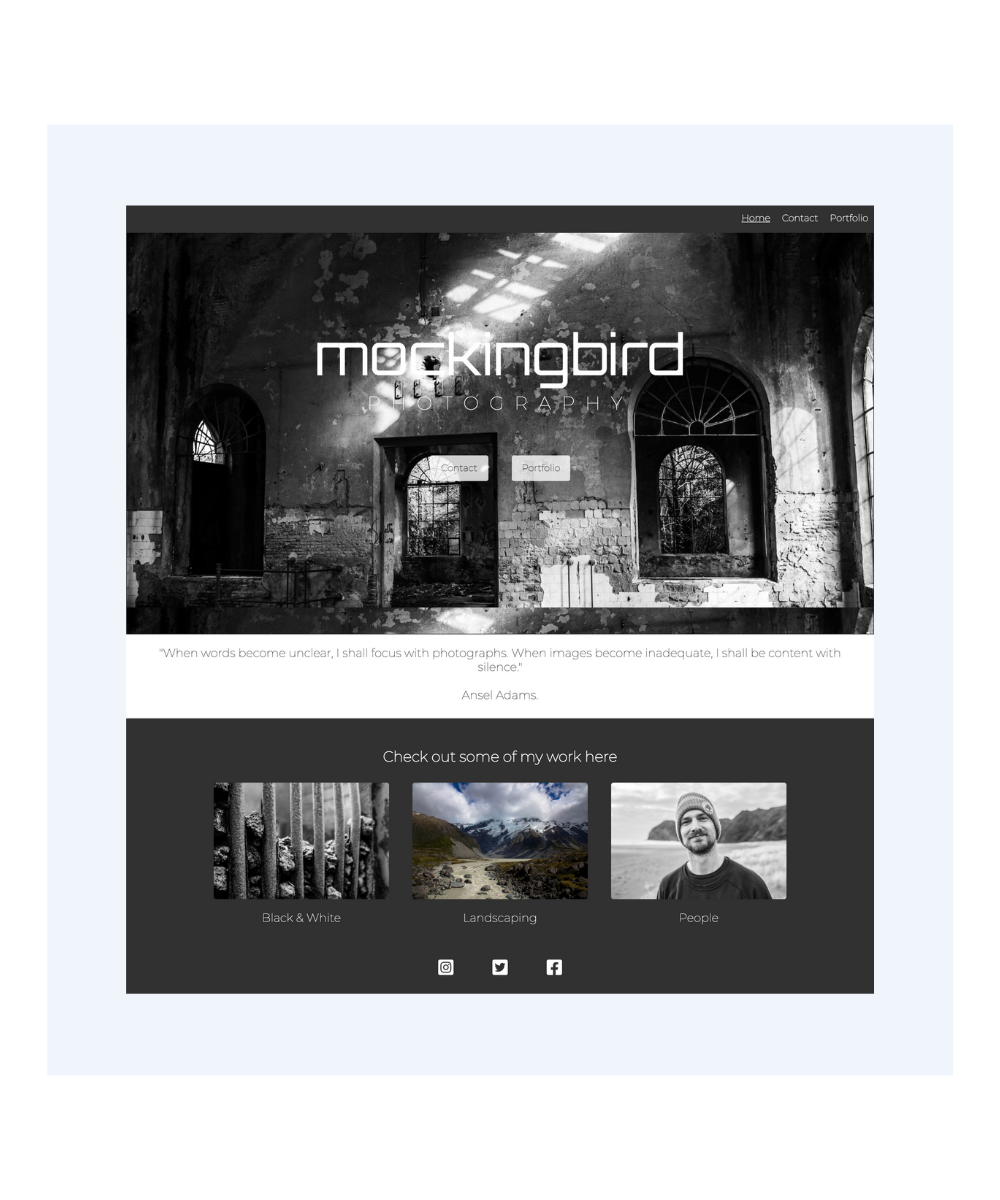 Home Contact Portfolio
mockingbird
PHOTOGRAPHY
Contact Portfolio
"When words become unclear, I shall focus with photographs. When images become inadequate, I shall be content with
silence."
Ansel Adams.
Check out some of my work here
Black & White Landscaping People